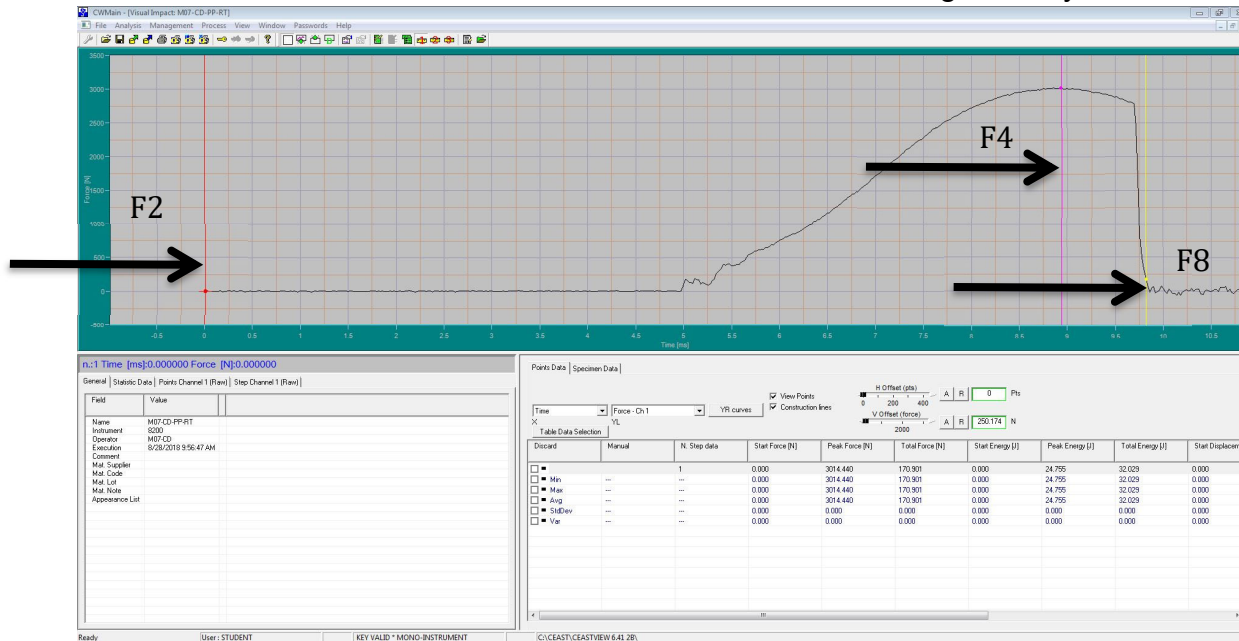 CWMain - [Visual Impact: M07-CD-PP-RT]
File Analysis Management Process View Window Passwords Help
3500
3000
2500
2000
1500
1000
500
0
-500
Force [N]
F2
F4
F8
-0.5 0 0.5 1 1.5 2 2.5 3 3.5 4 4.5 5 5.5 6 6.5 7 7.5 8 8.5 9 9.5 10 10.5
Time [ms]
n.:1 Time [ms]:0.000000 Force [N]:0.000000
General Statistic Data Points Channel 1 (Raw) Step Channel 1 (Raw)
Field Value
Name M07-CD-PP-RT
Instrument 8200
Operator M07-CD
Execution 8/28/2018 9:56:47 AM
Comment
Mat. Supplier
Mat. Code
Mat. Lot
Mat. Note
Appearance List
Points Data Specimen Data
Time Force - Ch 1 YR curves
X YL
Table Data Selection
View Points
Construction lines
H Offset (pts)
0 200 400
A R 0 Pts
V Offset (force)
2000
A R 250.174 N
Discard Manual N. Step data Start Force [N] Peak Force [N] Total Force [N] Start Energy [J] Peak Energy [J] Total Energy [J] Start Displacem
1 0.000 3014.440 170.901 0.000 24.755 32.029 0.000
Min --- --- 0.000 3014.440 170.901 0.000 24.755 32.029 0.000
Max --- --- 0.000 3014.440 170.901 0.000 24.755 32.029 0.000
Avg --- --- 0.000 3014.440 170.901 0.000 24.755 32.029 0.000
StdDev --- --- 0.000 0.000 0.000 0.000 0.000 0.000 0.000
Var --- --- 0.000 0.000 0.000 0.000 0.000 0.000 0.000
Ready User : STUDENT KEY VALID * MONO-INSTRUMENT C:\CEAST\CEASTVIEW 6.41 2B\